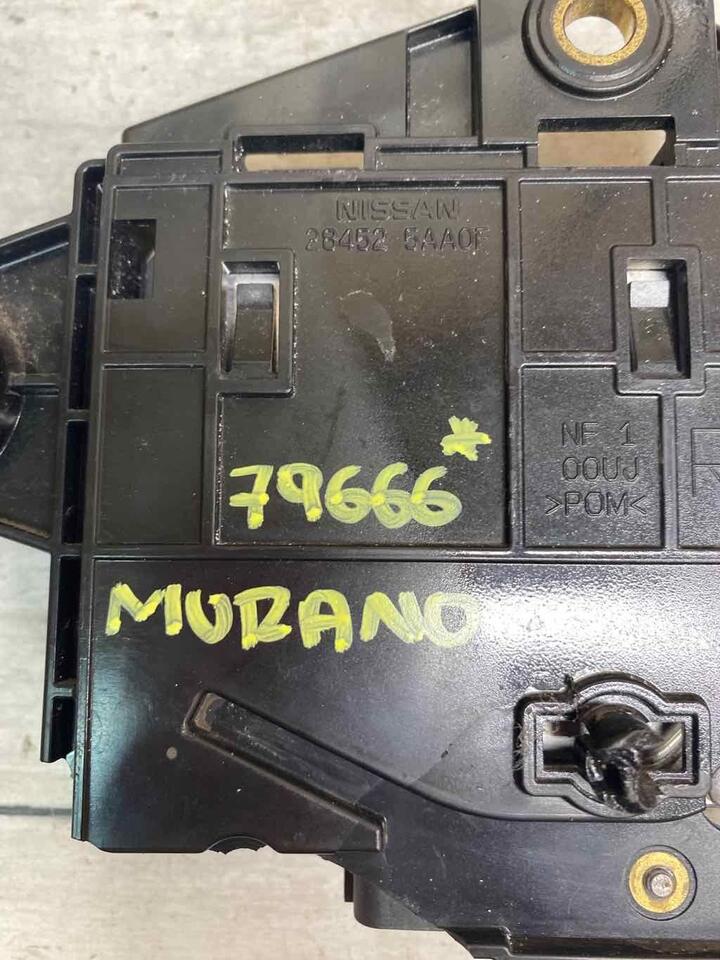 NISSAN
28452 5AA0F
79666*
NF 1
00UJ
>POM<
MURANO